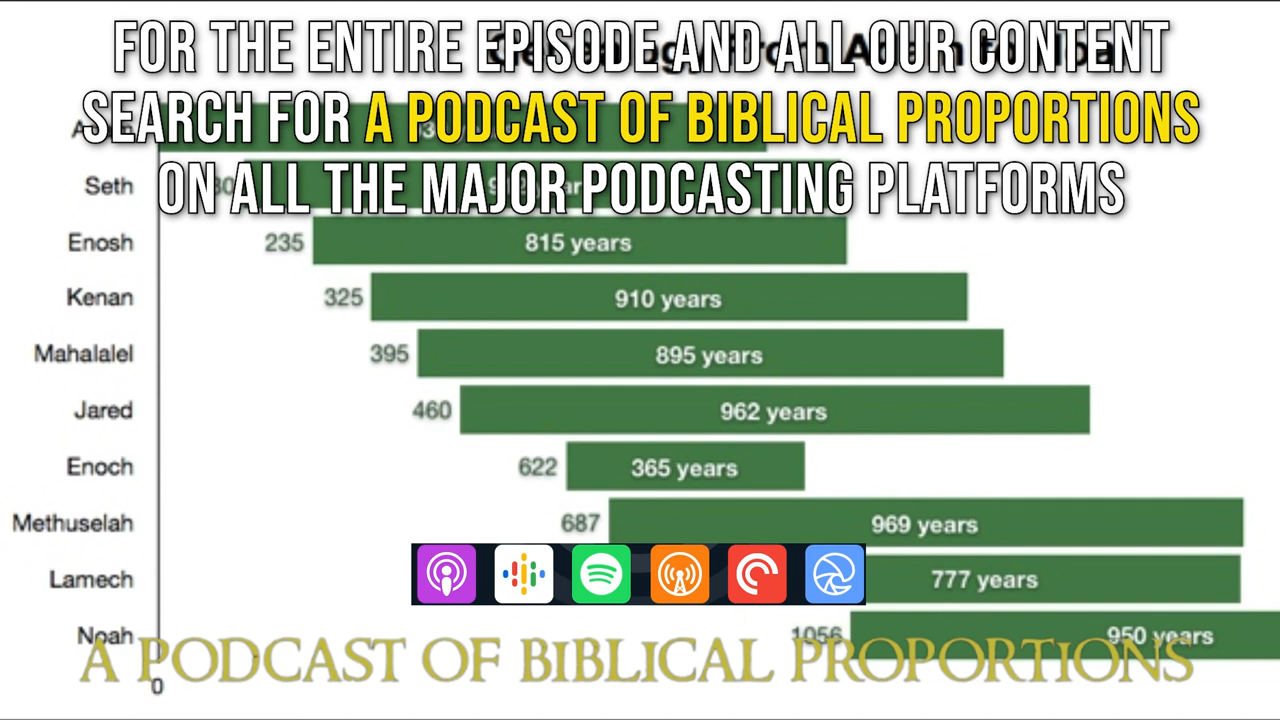 FOR THE ENTIRE EPISODE AND ALL OUR CONTENT
SEARCH FOR A PODCAST OF BIBLICAL PROPORTIONS
ON ALL THE MAJOR PODCASTING PLATFORMS
Seth
Enosh 235 815 years
Kenan 325 910 years
Mahalalel 395 895 years
Jared 460 962 years
Enoch 622 365 years
Methuselah 687 969 years
Lamech 777 years
Noah 1056 950 years
A PODCAST OF BIBLICAL PROPORTIONS
0